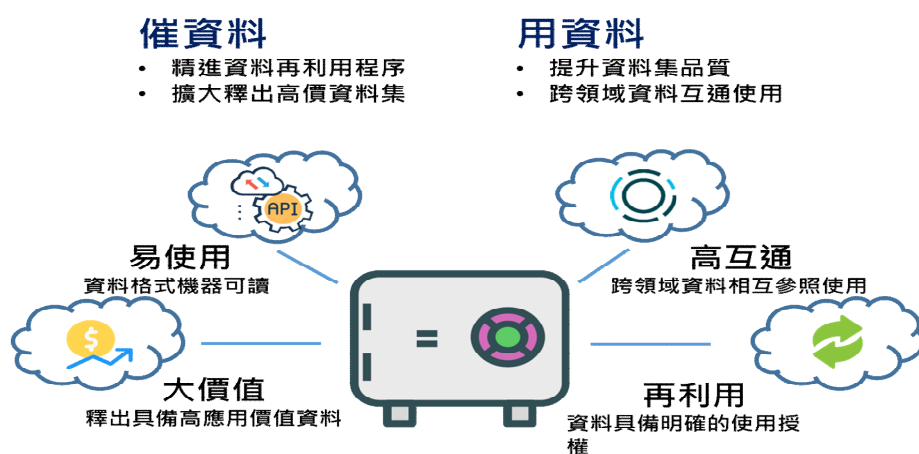 催資料
• 精進資料再利用程序
• 擴大釋出高價資料集
用資料
• 提升資料集品質
• 跨領域資料互通使用
API
易使用
資料格式機器可讀
高互通
跨領域資料相互參照使用
$
大價值
釋出具備高應用價值資料
再利用
資料具備明確的使用授
權